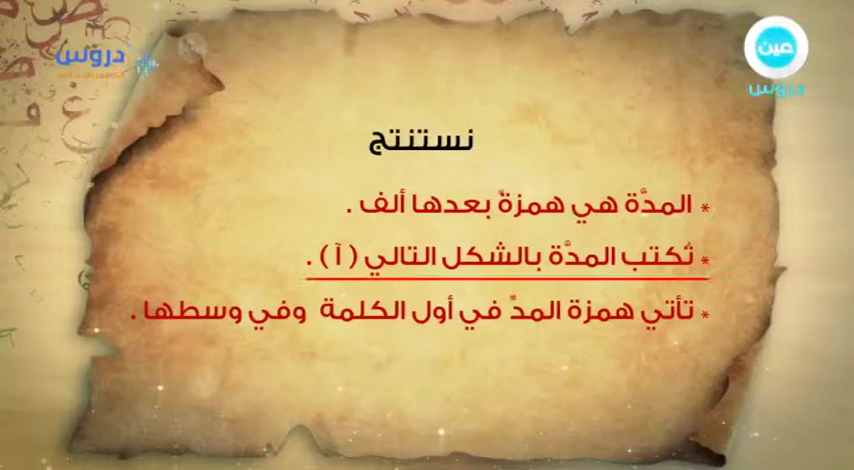 دروس
عين
دروس
نستنتج
* المدَّة هي همزةٌ بعدها ألف .
* تُكتب المدَّة بالشكل التالي ( آ ) .
* تأتي همزة المدِّ في أول الكلمة وفي وسطها .